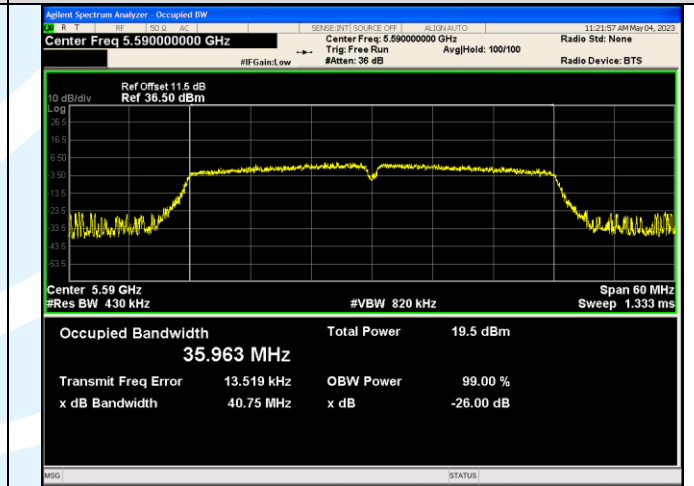 Agilent Spectrum Analyzer - Occupied BW
R T RF 50 Ω AC SENSE:INT SOURCE OFF ALIGN AUTO 11:21:57 AM May 04, 2023
Center Freq 5.590000000 GHz Center Freq: 5.590000000 GHz Radio Std: None
Trig: Free Run Avg|Hold: 100/100
#IFGain:Low #Atten: 36 dB Radio Device: BTS
Ref Offset 11.5 dB
10 dB/div Ref 36.50 dBm
Log
26.5
16.5
6.50
-3.50
-13.5
-23.5
-33.5
-43.5
-53.5
Center 5.59 GHz Span 60 MHz
#Res BW 430 kHz #VBW 820 kHz Sweep 1.333 ms
Occupied Bandwidth Total Power 19.5 dBm
35.963 MHz
Transmit Freq Error 13.519 kHz OBW Power 99.00 %
x dB Bandwidth 40.75 MHz x dB -26.00 dB
MSG STATUS